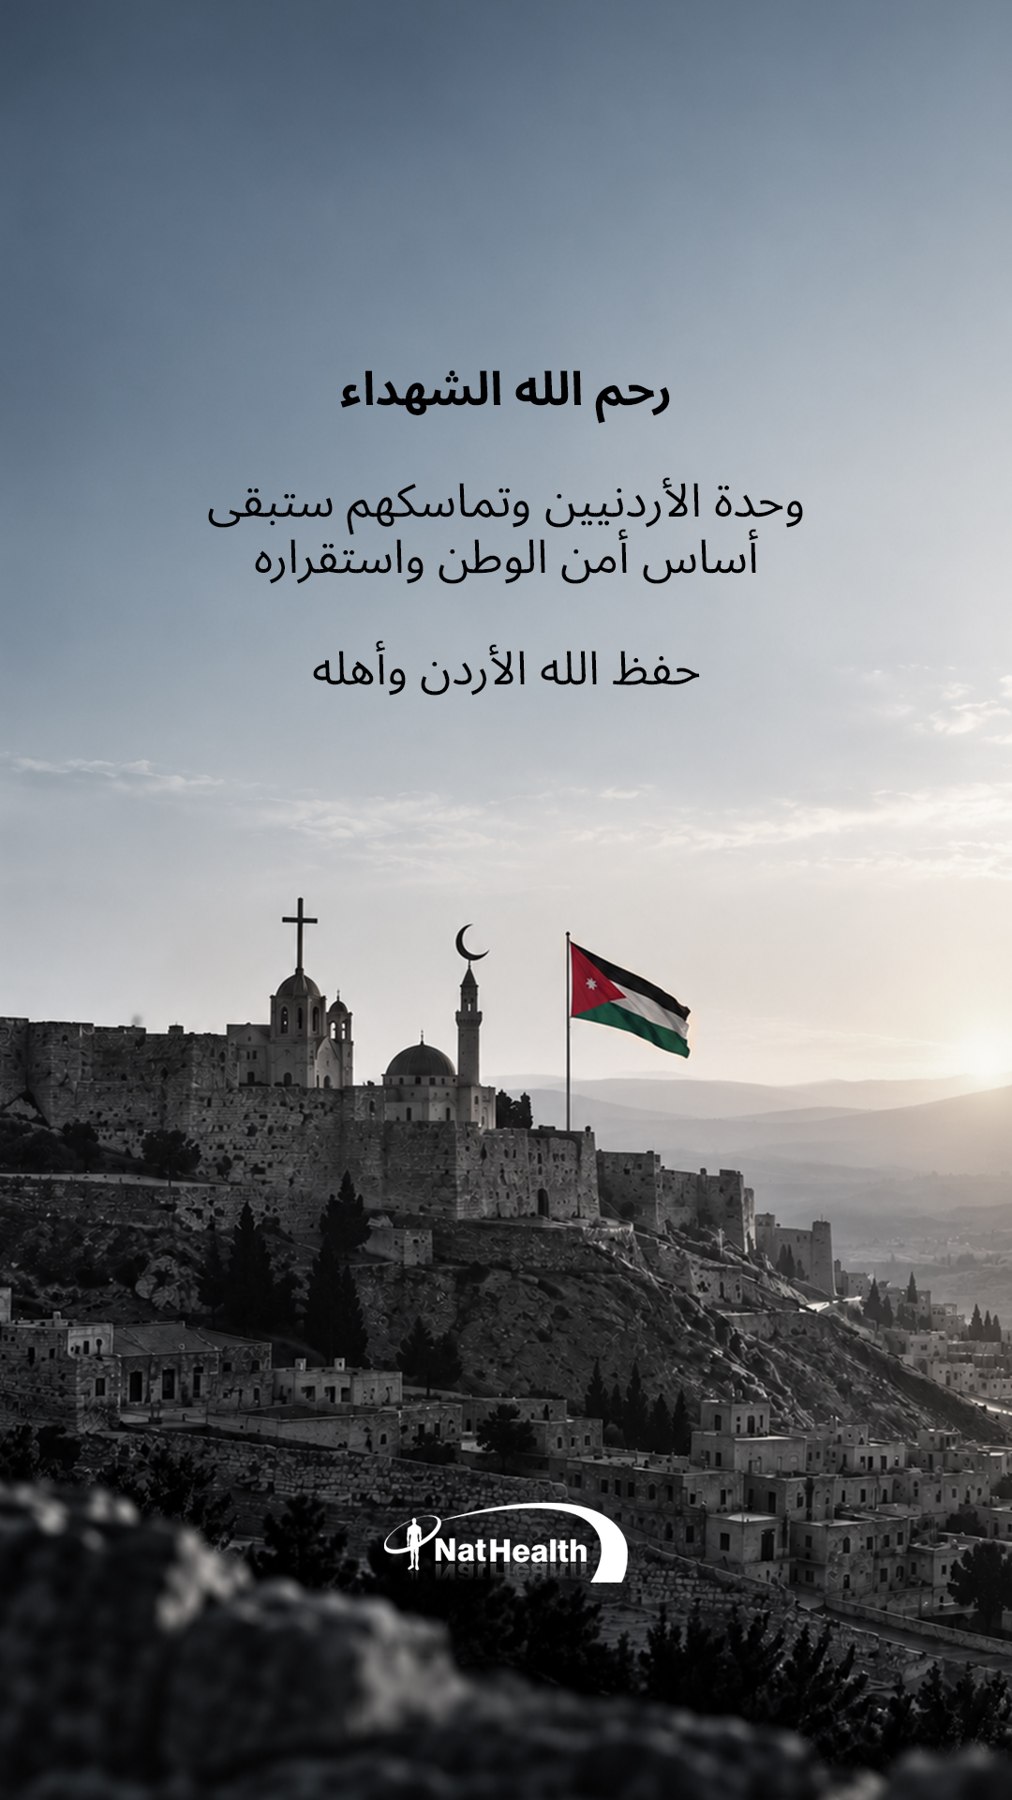 رحم الله الشهداء
وحدة الأردنيين وتماسكهم ستبقى
أساس أمن الوطن واستقراره
حفظ الله الأردن وأهله
NatHealth